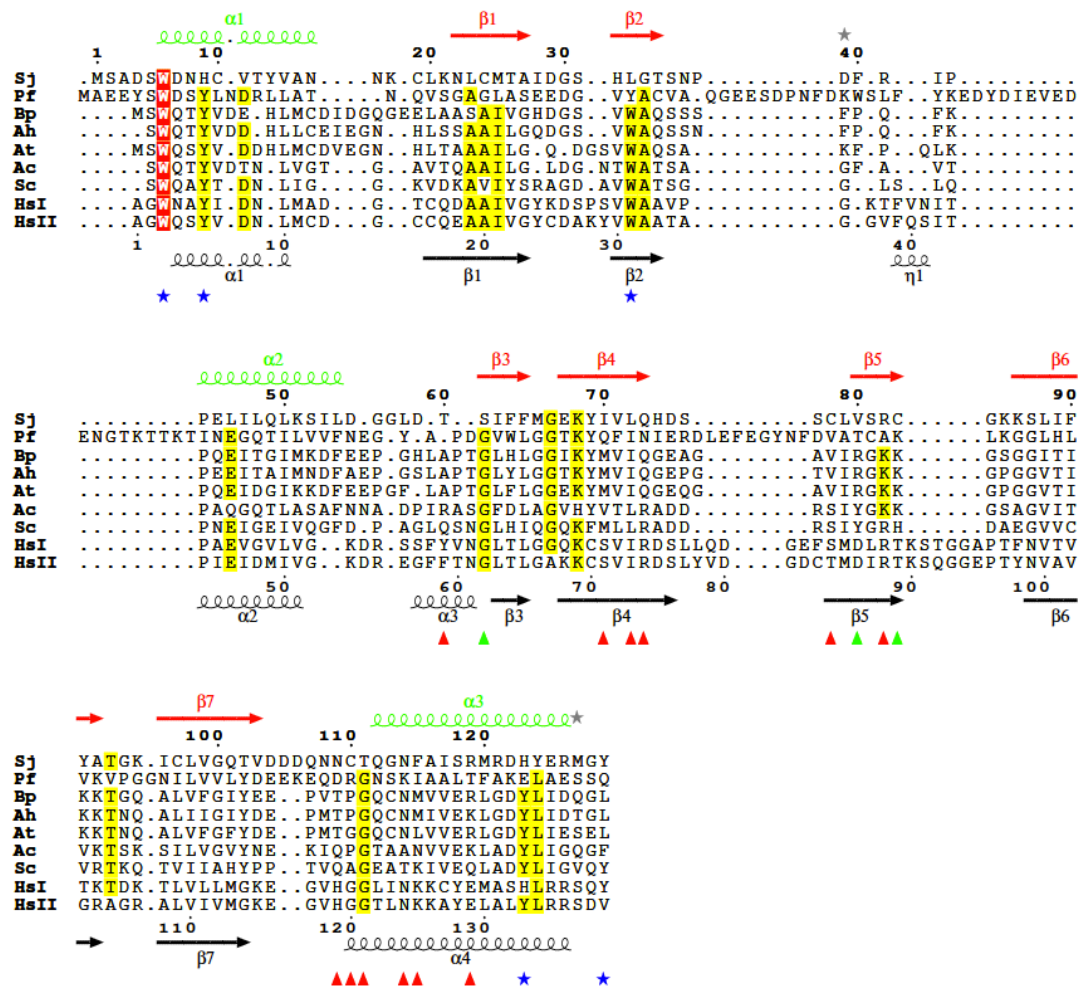 α1 β1 β2
1 10 20 30 40
Sj .MSADSWDNHC.VTYVAN....NK.CLKNLCMTAIDGS..HLGTSNP..........DF.R...IP.........
Pf MAEEYSWDSYLNDRLLAT.....N.QVSGAGLASEEDG..VYACVA.QGEESDPNFDKWSLF..YKEDYDIEVED
Bp ....MSWQTYVDE.HLMCDIDGQGEELAASAIVGHDGS..VWAQSSS..........FP.Q...FK.........
Ah .....SWQTYVDD.HLLCEIEGN..HLSSAAILGQDGS..VWAQSSN..........FP.Q...FK.........
At ....MSWQSYV.DDHLMCDVEGN..HLTAAAILG.Q.DGSVWAQSA...........KF.P..QLK.........
Ac .....SWQTYVDTN.LVGT...G..AVTQAAILG.L.DGNTWATSA...........GF.A...VT.........
Sc .....SWQAYT.DN.LIG....G..KVDKAVIYSRAGD.AVWATSG...........G..LS..LQ.........
HsI ....AGWNAYI.DN.LMAD...G..TCQDAAIVGYKDSPSVWAAVP...........G.KTFVNIT.........
HsII ....AGWQSYV.DN.LMCD...G..CCQEAAIVGYCDAKYVWAATA...........G.GVFQSIT.........
1 10 20 30 40
α1 β1 β2 η1
α2 β3 β4 β5 β6
50 60 70 80 90
Sj .........PELILQLKSILD.GGLD.T..SIFFMGEKYIVLQHDS.........SCLVSRC......GKKSLIF
Pf ENGTKTTKTINEGQTILVVFNEG.Y.A.PDGVWLGGTKYQFINIERDLEFEGYNFDVATCAK......LKGGLHL
Bp .........PQEITGIMKDFEEP.GHLAPTGLHLGGIKYMVIQGEAG........AVIRGKK......GSGGITI
Ah .........PEEITAIMNDFAEP.GSLAPTGLYLGGTKYMVIQGEPG........TVIRGKK......GPGGVTI
At .........PQEIDGIKKDFEEPGF.LAPTGLFLGGEKYMVIQGEQG........AVIRGKK......GPGGVTI
Ac .........PAQGQTLASAFNNA.DPIRASGFDLAGVHYVTLRADD.........RSIYGKK......GSAGVIT
Sc .........PNEIGEIVQGFD.P.AGLQSNGLHIQGQKFMLLRADD.........RSIYGRH......DAEGVVC
HsI .........PAEVGVLVG..KDR.SSFYVNGLTLGGQKCSVIRDSLLQD....GEFSMDLRTKSTGGAPTFNVTV
HsII .........PIEIDMIVG..KDR.EGFFTNGLTLGAKKCSVIRDSLYVD....GDCTMDIRTKSQGGEPTYNVAV
50 60 70 80 90 100
α2 α3 β3 β4 β5 β6
β7 α3
100 110 120
Sj YATGK.ICLVGQTVDDDQNNCTQGNFAISRMRDHYERMGY
Pf VKVPGGNILVVLYDEEKEQDRGNSKIAALTFAKELAESSQ
Bp KKTGQ.ALVFGIYEE..PVTPGQCNMVVERLGDYLIDQGL
Ah KKTNQ.ALIIGIYDE..PMTPGQCNMIVEKLGDYLIDTGL
At KKTNQ.ALVFGFYDE..PMTGGQCNLVVERLGDYLIESEL
Ac VKTSK.SILVGVYNE..KIQPGTAANVVEKLADYLIGQGF
Sc VRTKQ.TVIIAHYPP..TVQAGEATKIVEQLADYLIGVQY
HsI TKTDK.TLVLLMGKE..GVHGGLINKKCYEMASHLRRSQY
HsII GRAGR.ALVIVMGKE..GVHGGTLNKKAYELALYLRRSDV
110 120 130
β7 α4